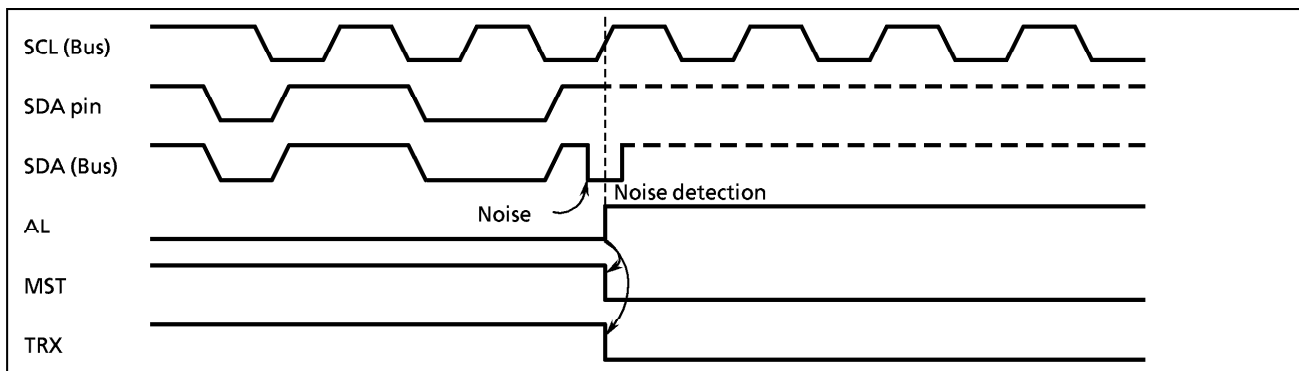 SCL (Bus)
SDA pin
SDA (Bus)
Noise detection
Noise
AL
MST
TRX